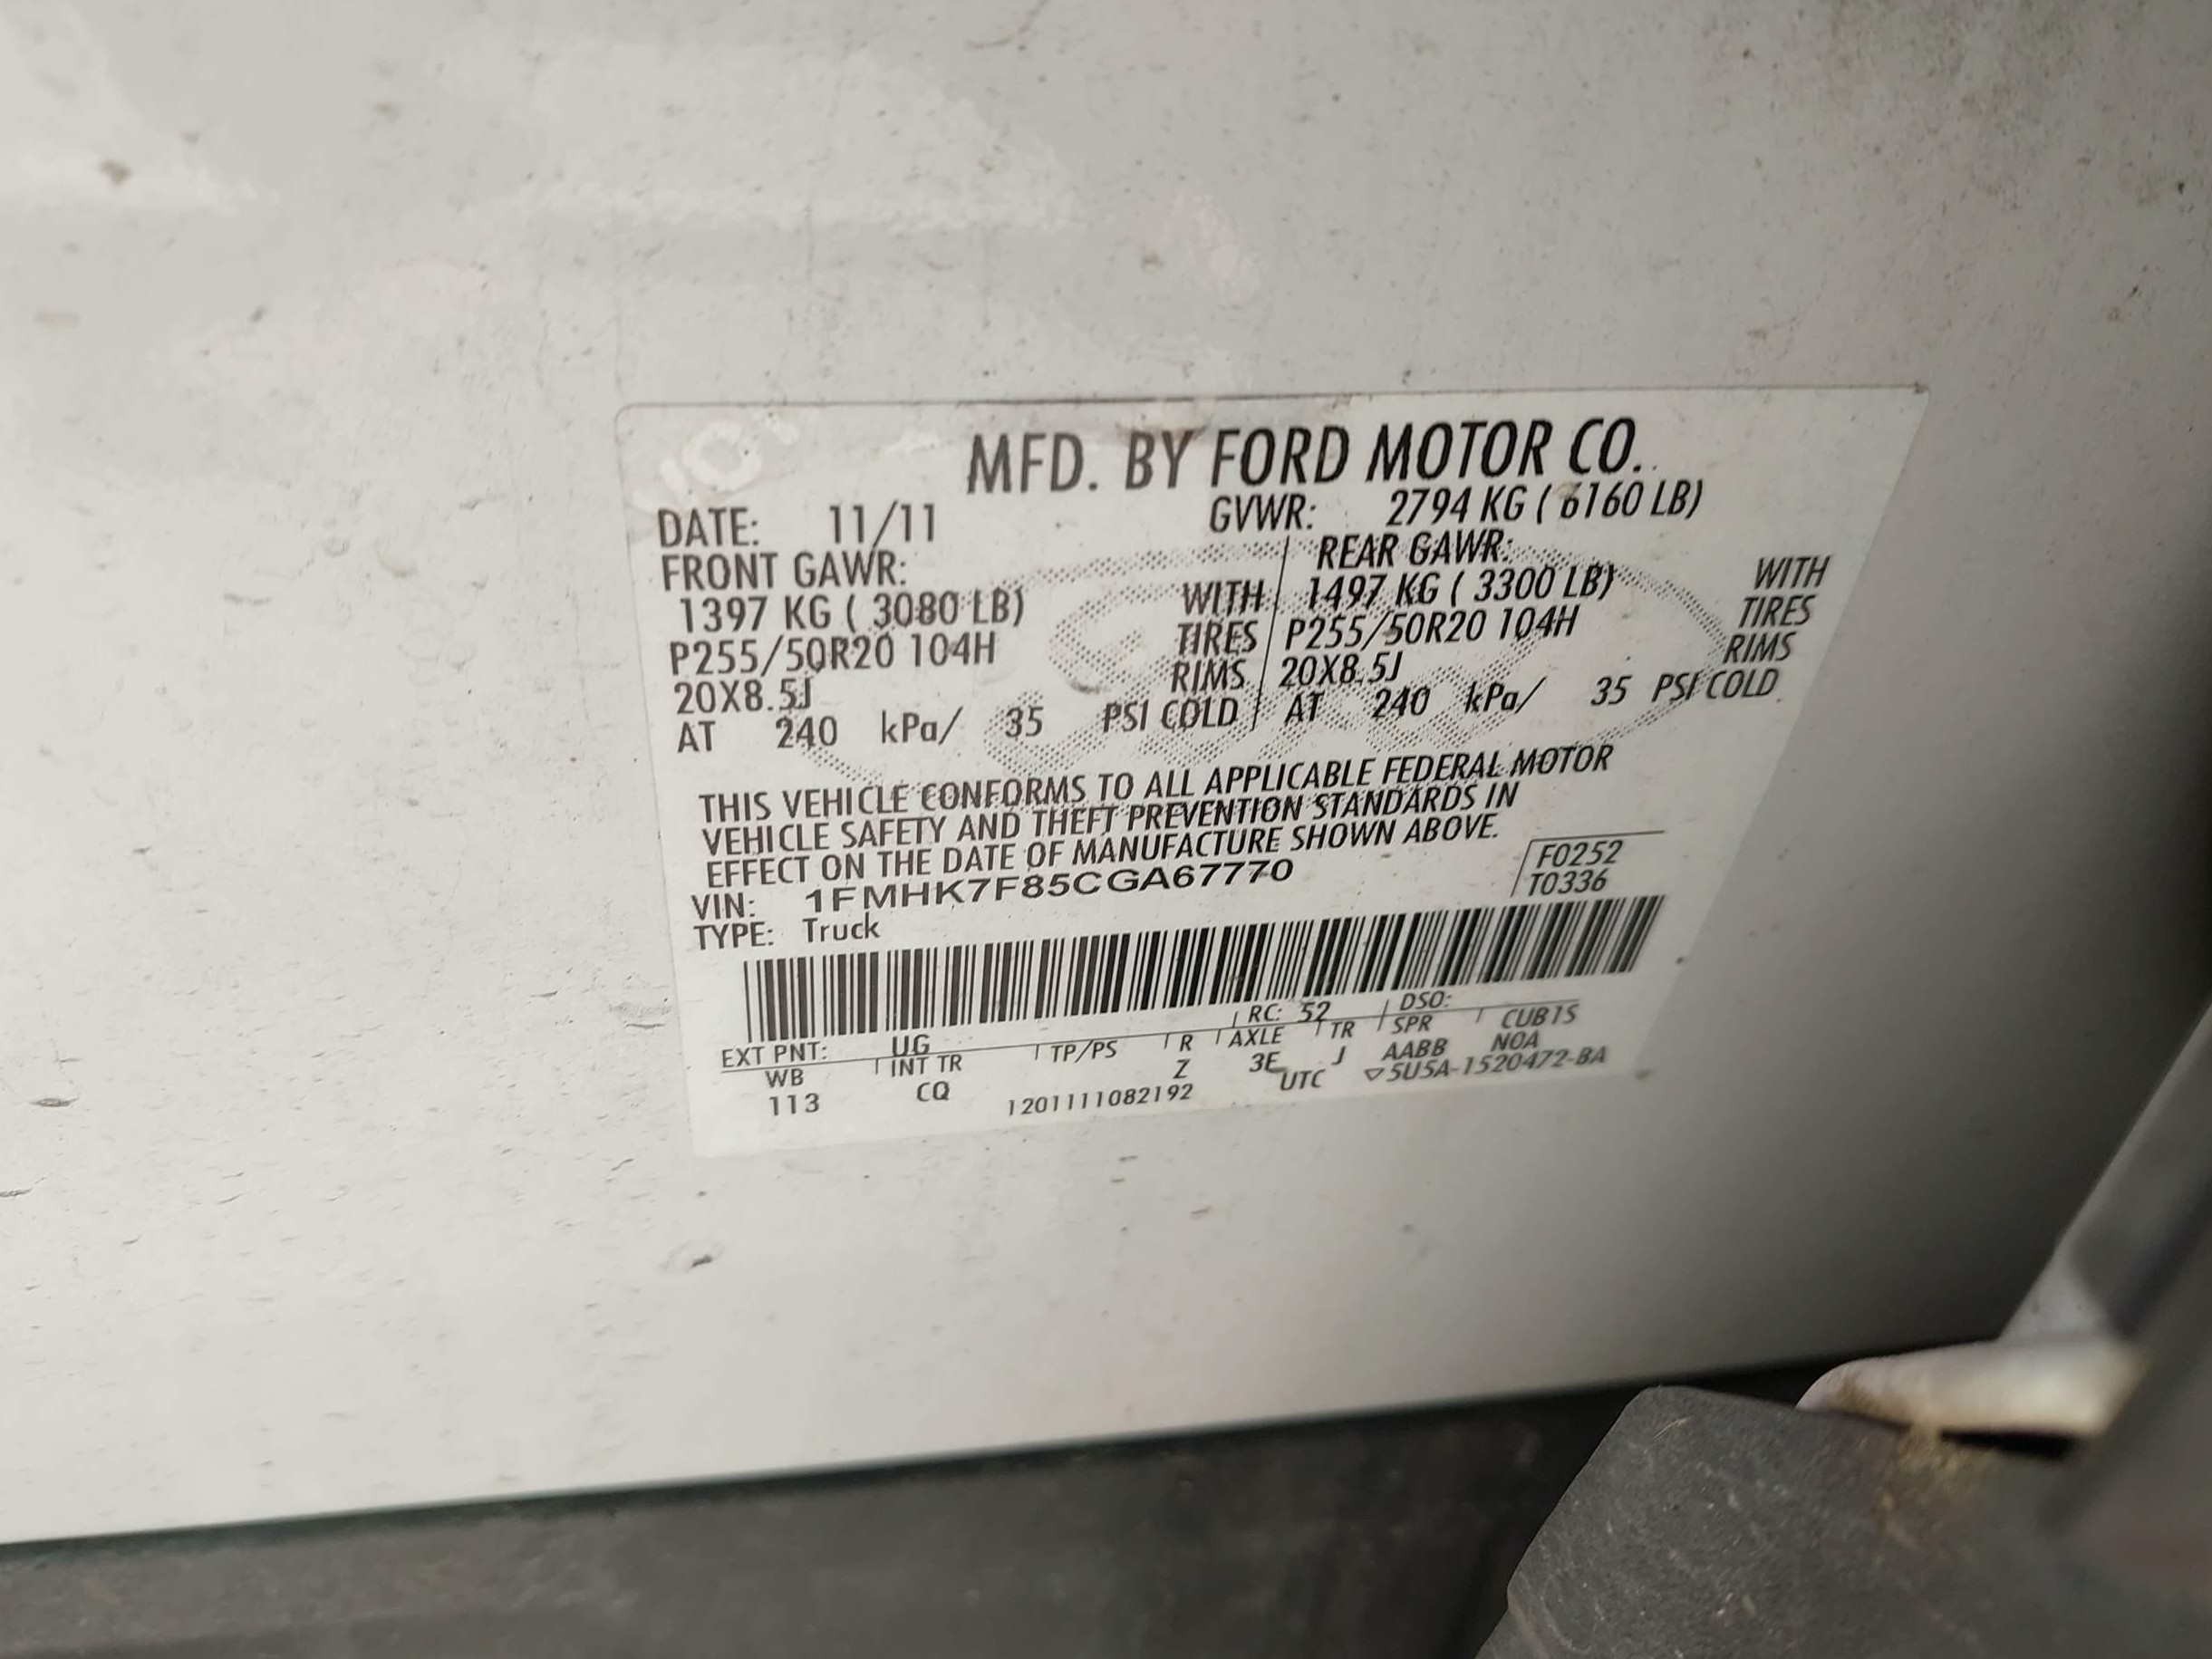 MFD. BY FORD MOTOR CO.
DATE: 11/11 GVWR: 2794 KG ( 6160 LB)
FRONT GAWR: REAR GAWR:
1397 KG ( 3080 LB) WITH 1497 KG ( 3300 LB) WITH
P255/50R20 104H TIRES P255/50R20 104H TIRES
20X8.5J RIMS 20X8.5J RIMS
AT 240 kPa/ 35 PSI COLD AT 240 kPa/ 35 PSI COLD
THIS VEHICLE CONFORMS TO ALL APPLICABLE FEDERAL MOTOR
VEHICLE SAFETY AND THEFT PREVENTION STANDARDS IN
EFFECT ON THE DATE OF MANUFACTURE SHOWN ABOVE.
VIN: 1FMHK7F85CGA67770 F0252
TYPE: Truck T0336
EXT PNT: UG RC: 52 DSO:
WB INT TR TP/PS R AXLE TR SPR CUB1S
113 CQ Z 3E J AABB NOA
1201111082192 UTC ▽5U5A-1520472-BA